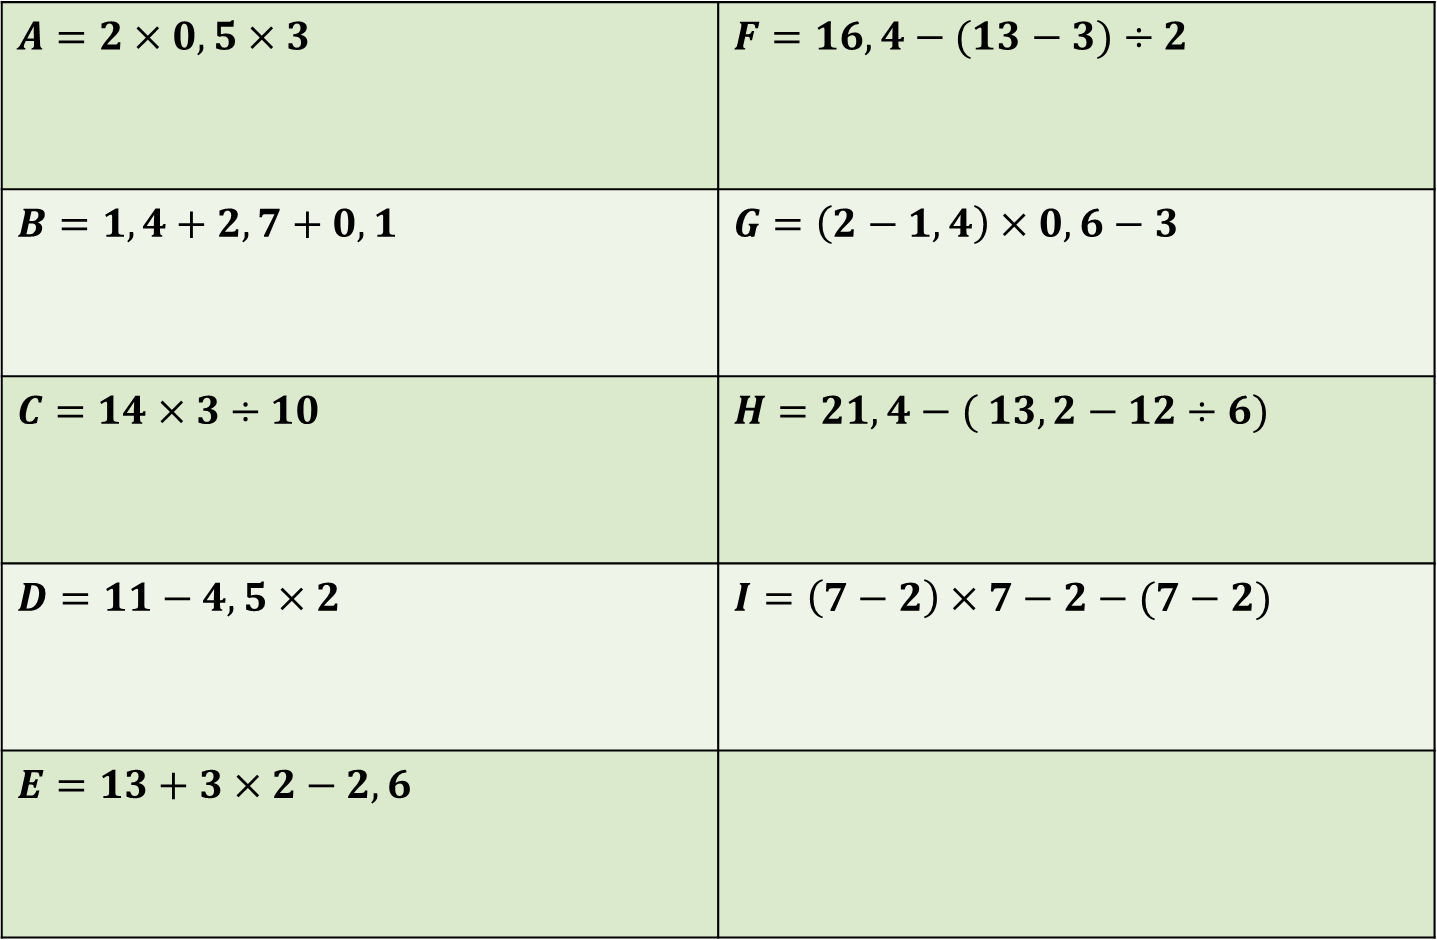 A = 2 × 0,5 × 3
F = 16,4 − (13 − 3) ÷ 2
B = 1,4 + 2,7 + 0,1
G = (2 − 1,4) × 0,6 − 3
C = 14 × 3 ÷ 10
H = 21,4 − ( 13,2 − 12 ÷ 6)
D = 11 − 4,5 × 2
I = (7 − 2) × 7 − 2 − (7 − 2)
E = 13 + 3 × 2 − 2,6